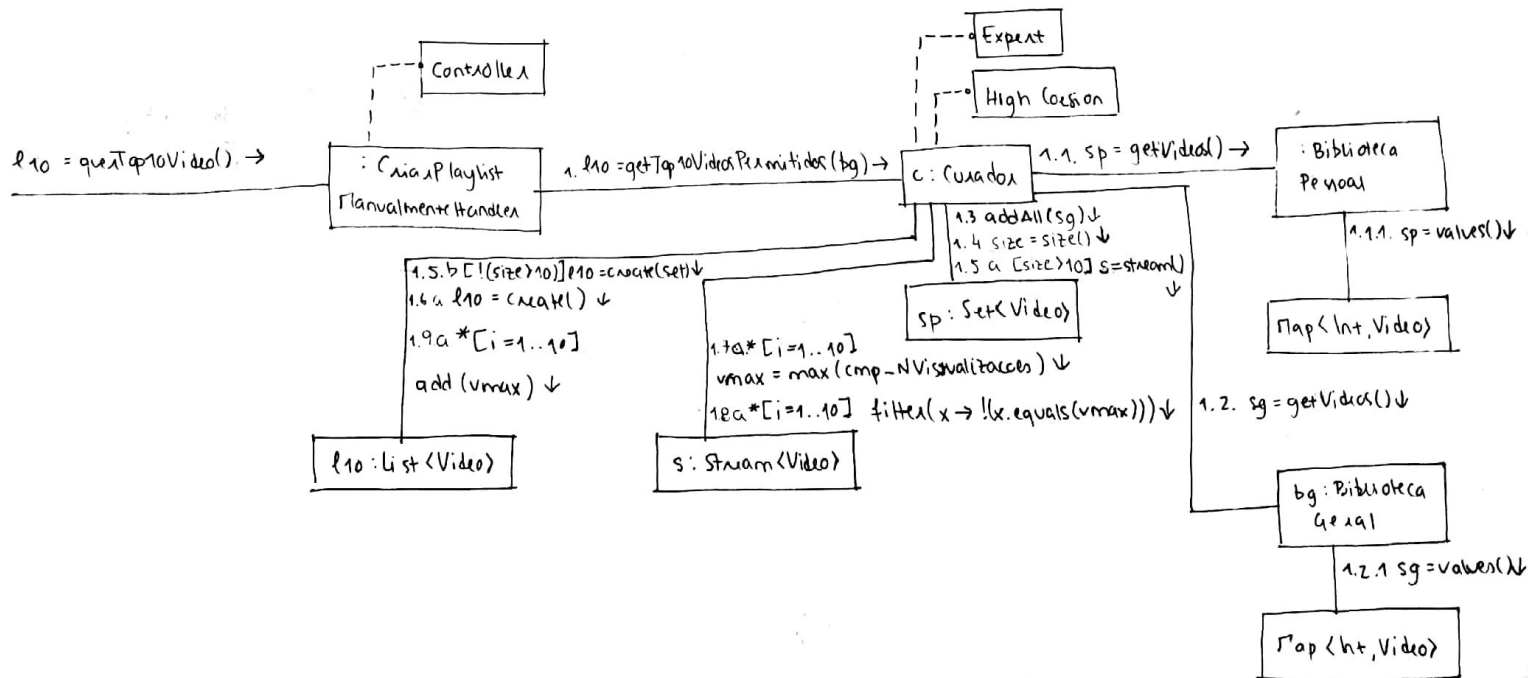 Controller
Expert
High Coesion
l10 = querTop10Video() →
: CriarPlaylist
ManualmenteHandler
1. l10 = getTop10VideosPermitidos(bg) →
c : Curador
1.1. sp = getVideos() →
: Biblioteca
Pessoal
1.1.1. sp = values() ↓
Map<Int, Video>
1.3 addAll(sg) ↓
1.4 size = size() ↓
1.5 a [size>10] s=stream()
↓
sp : Set<Video>
1.5.b [!(size>10)] l10 = create(set) ↓
1.6a l10 = create() ↓
1.9a *[i=1..10]
add (vmax) ↓
l10 : List<Video>
1.7a* [i=1..10]
vmax = max(cmp_NVisualizacoes) ↓
1.8a*[i=1..10] filter(x → !(x.equals(vmax))) ↓
s : Stream<Video>
1.2. sg = getVideos() ↓
bg : Biblioteca
Geral
1.2.1 sg = values() ↓
Map <Int, Video>